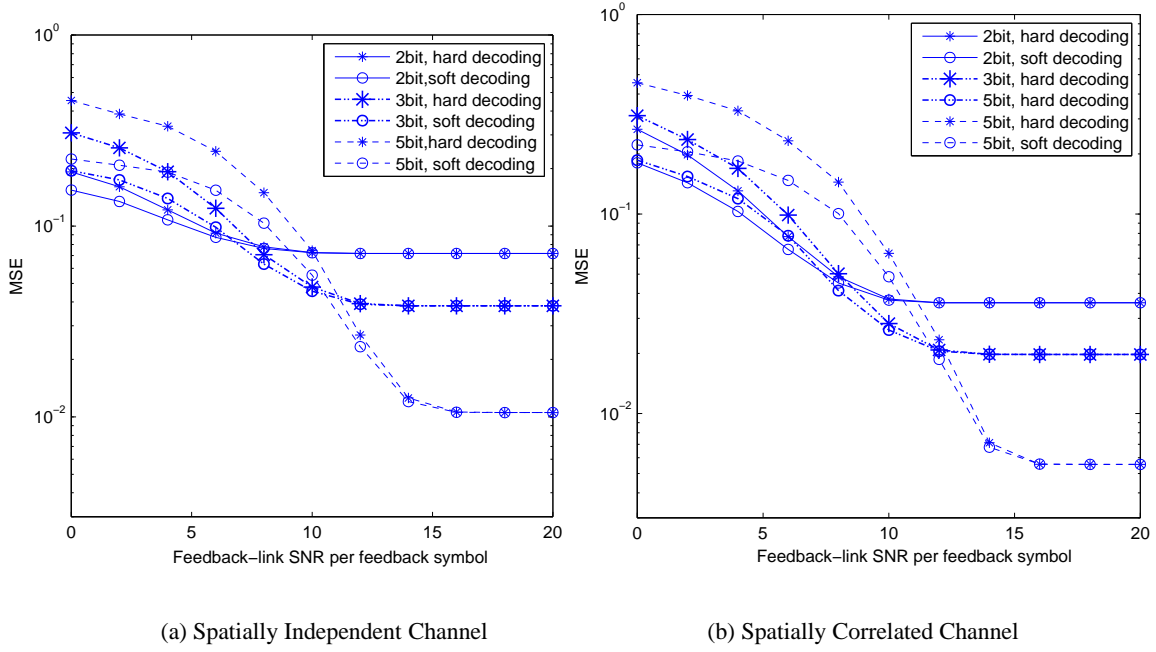 10^0
10^-1
10^-2
MSE
0
5
10
15
20
Feedback-link SNR per feedback symbol
2bit, hard decoding
2bit,soft decoding
3bit, hard decoding
3bit, soft decoding
5bit,hard decoding
5bit, soft decoding
(a) Spatially Independent Channel
10^0
10^-1
10^-2
MSE
0
5
10
15
20
Feedback-link SNR per feedback symbol
2bit, hard decoding
2bit, soft decoding
3bit, hard decoding
5bit, hard decoding
5bit, hard decoding
5bit, soft decoding
(b) Spatially Correlated Channel